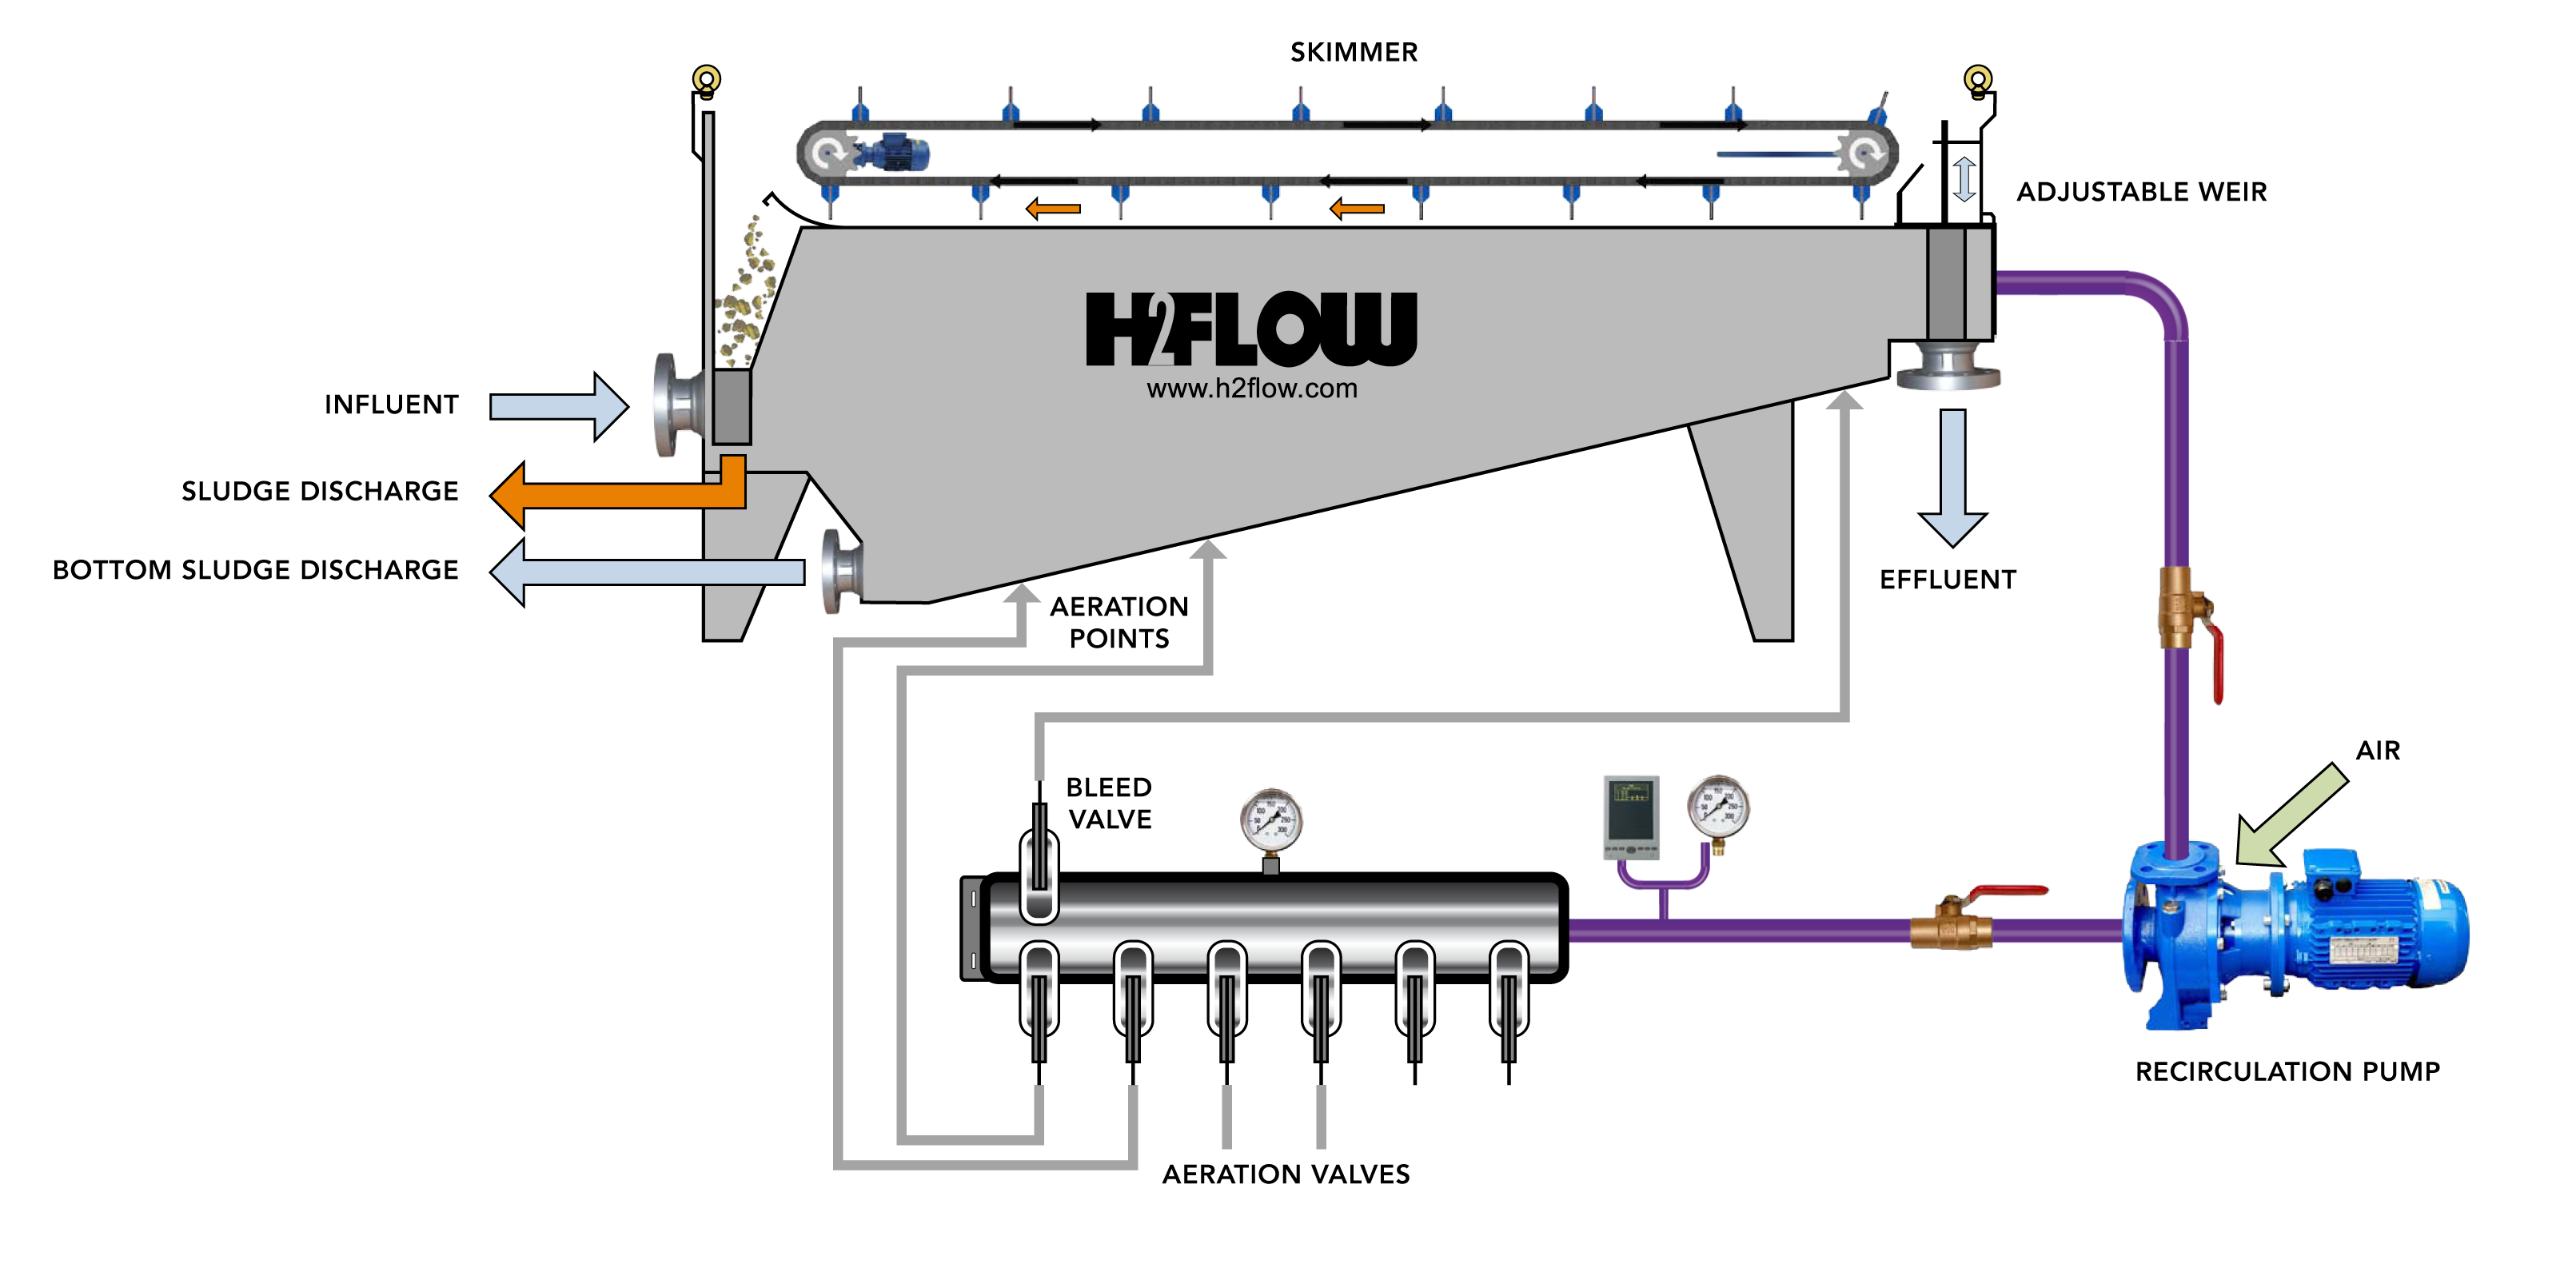 SKIMMER
ADJUSTABLE WEIR
H2FLOW
www.h2flow.com
INFLUENT
SLUDGE DISCHARGE
BOTTOM SLUDGE DISCHARGE
EFFLUENT
AERATION
POINTS
AIR
BLEED
VALVE
RECIRCULATION PUMP
AERATION VALVES